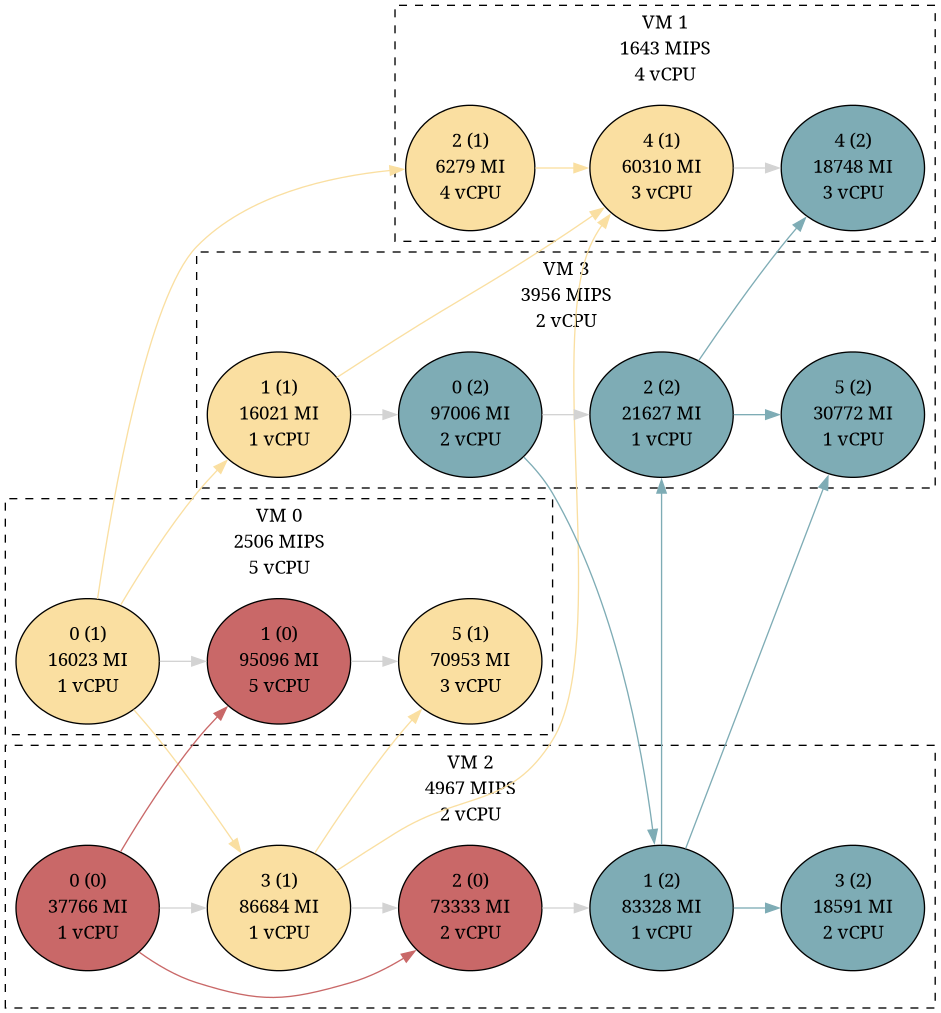 VM 1
1643 MIPS
4 vCPU
2 (1)
6279 MI
4 vCPU
4 (1)
60310 MI
3 vCPU
4 (2)
18748 MI
3 vCPU
VM 3
3956 MIPS
2 vCPU
1 (1)
16021 MI
1 vCPU
0 (2)
97006 MI
2 vCPU
2 (2)
21627 MI
1 vCPU
5 (2)
30772 MI
1 vCPU
VM 0
2506 MIPS
5 vCPU
0 (1)
16023 MI
1 vCPU
1 (0)
95096 MI
5 vCPU
5 (1)
70953 MI
3 vCPU
VM 2
4967 MIPS
2 vCPU
0 (0)
37766 MI
1 vCPU
3 (1)
86684 MI
1 vCPU
2 (0)
73333 MI
2 vCPU
1 (2)
83328 MI
1 vCPU
3 (2)
18591 MI
2 vCPU